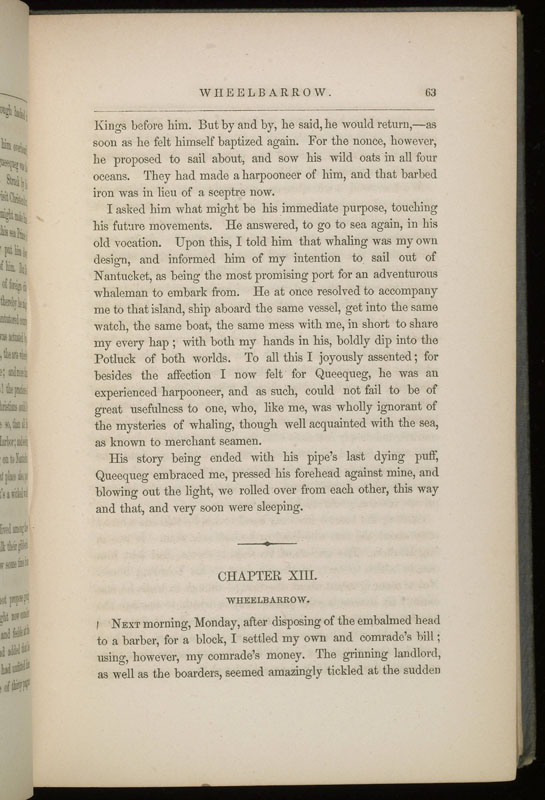 WHEELBARROW. 63
Kings before him. But by and by, he said, he would return,—as
soon as he felt himself baptized again. For the nonce, however,
he proposed to sail about, and sow his wild oats in all four
oceans. They had made a harpooneer of him, and that barbed
iron was in lieu of a sceptre now.
I asked him what might be his immediate purpose, touching
his future movements. He answered, to go to sea again, in his
old vocation. Upon this, I told him that whaling was my own
design, and informed him of my intention to sail out of
Nantucket, as being the most promising port for an adventurous
whaleman to embark from. He at once resolved to accompany
me to that island, ship aboard the same vessel, get into the same
watch, the same boat, the same mess with me, in short to share
my every hap; with both my hands in his, boldly dip into the
Potluck of both worlds. To all this I joyously assented; for
besides the affection I now felt for Queequeg, he was an
experienced harpooneer, and as such, could not fail to be of
great usefulness to one, who, like me, was wholly ignorant of
the mysteries of whaling, though well acquainted with the sea,
as known to merchant seamen.
His story being ended with his pipe's last dying puff,
Queequeg embraced me, pressed his forehead against mine, and
blowing out the light, we rolled over from each other, this way
and that, and very soon were sleeping.
CHAPTER XIII.
WHEELBARROW.
NEXT morning, Monday, after disposing of the embalmed head
to a barber, for a block, I settled my own and comrade's bill;
using, however, my comrade's money. The grinning landlord,
as well as the boarders, seemed amazingly tickled at the sudden